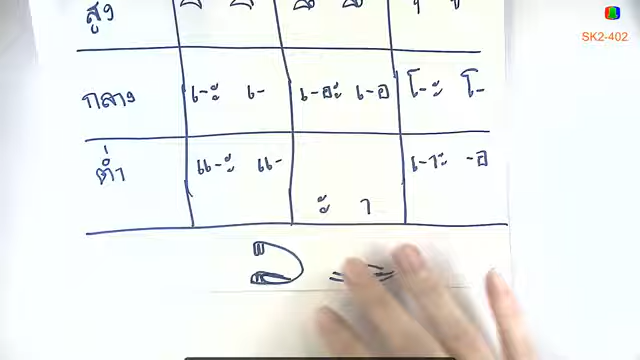 SK2-402
สูง
กลาง เ-ะ เ- เ-อะ เ-อ โ-ะ โ-
ต่ำ แ-ะ แ- เ-าะ -อ
-ะ -า